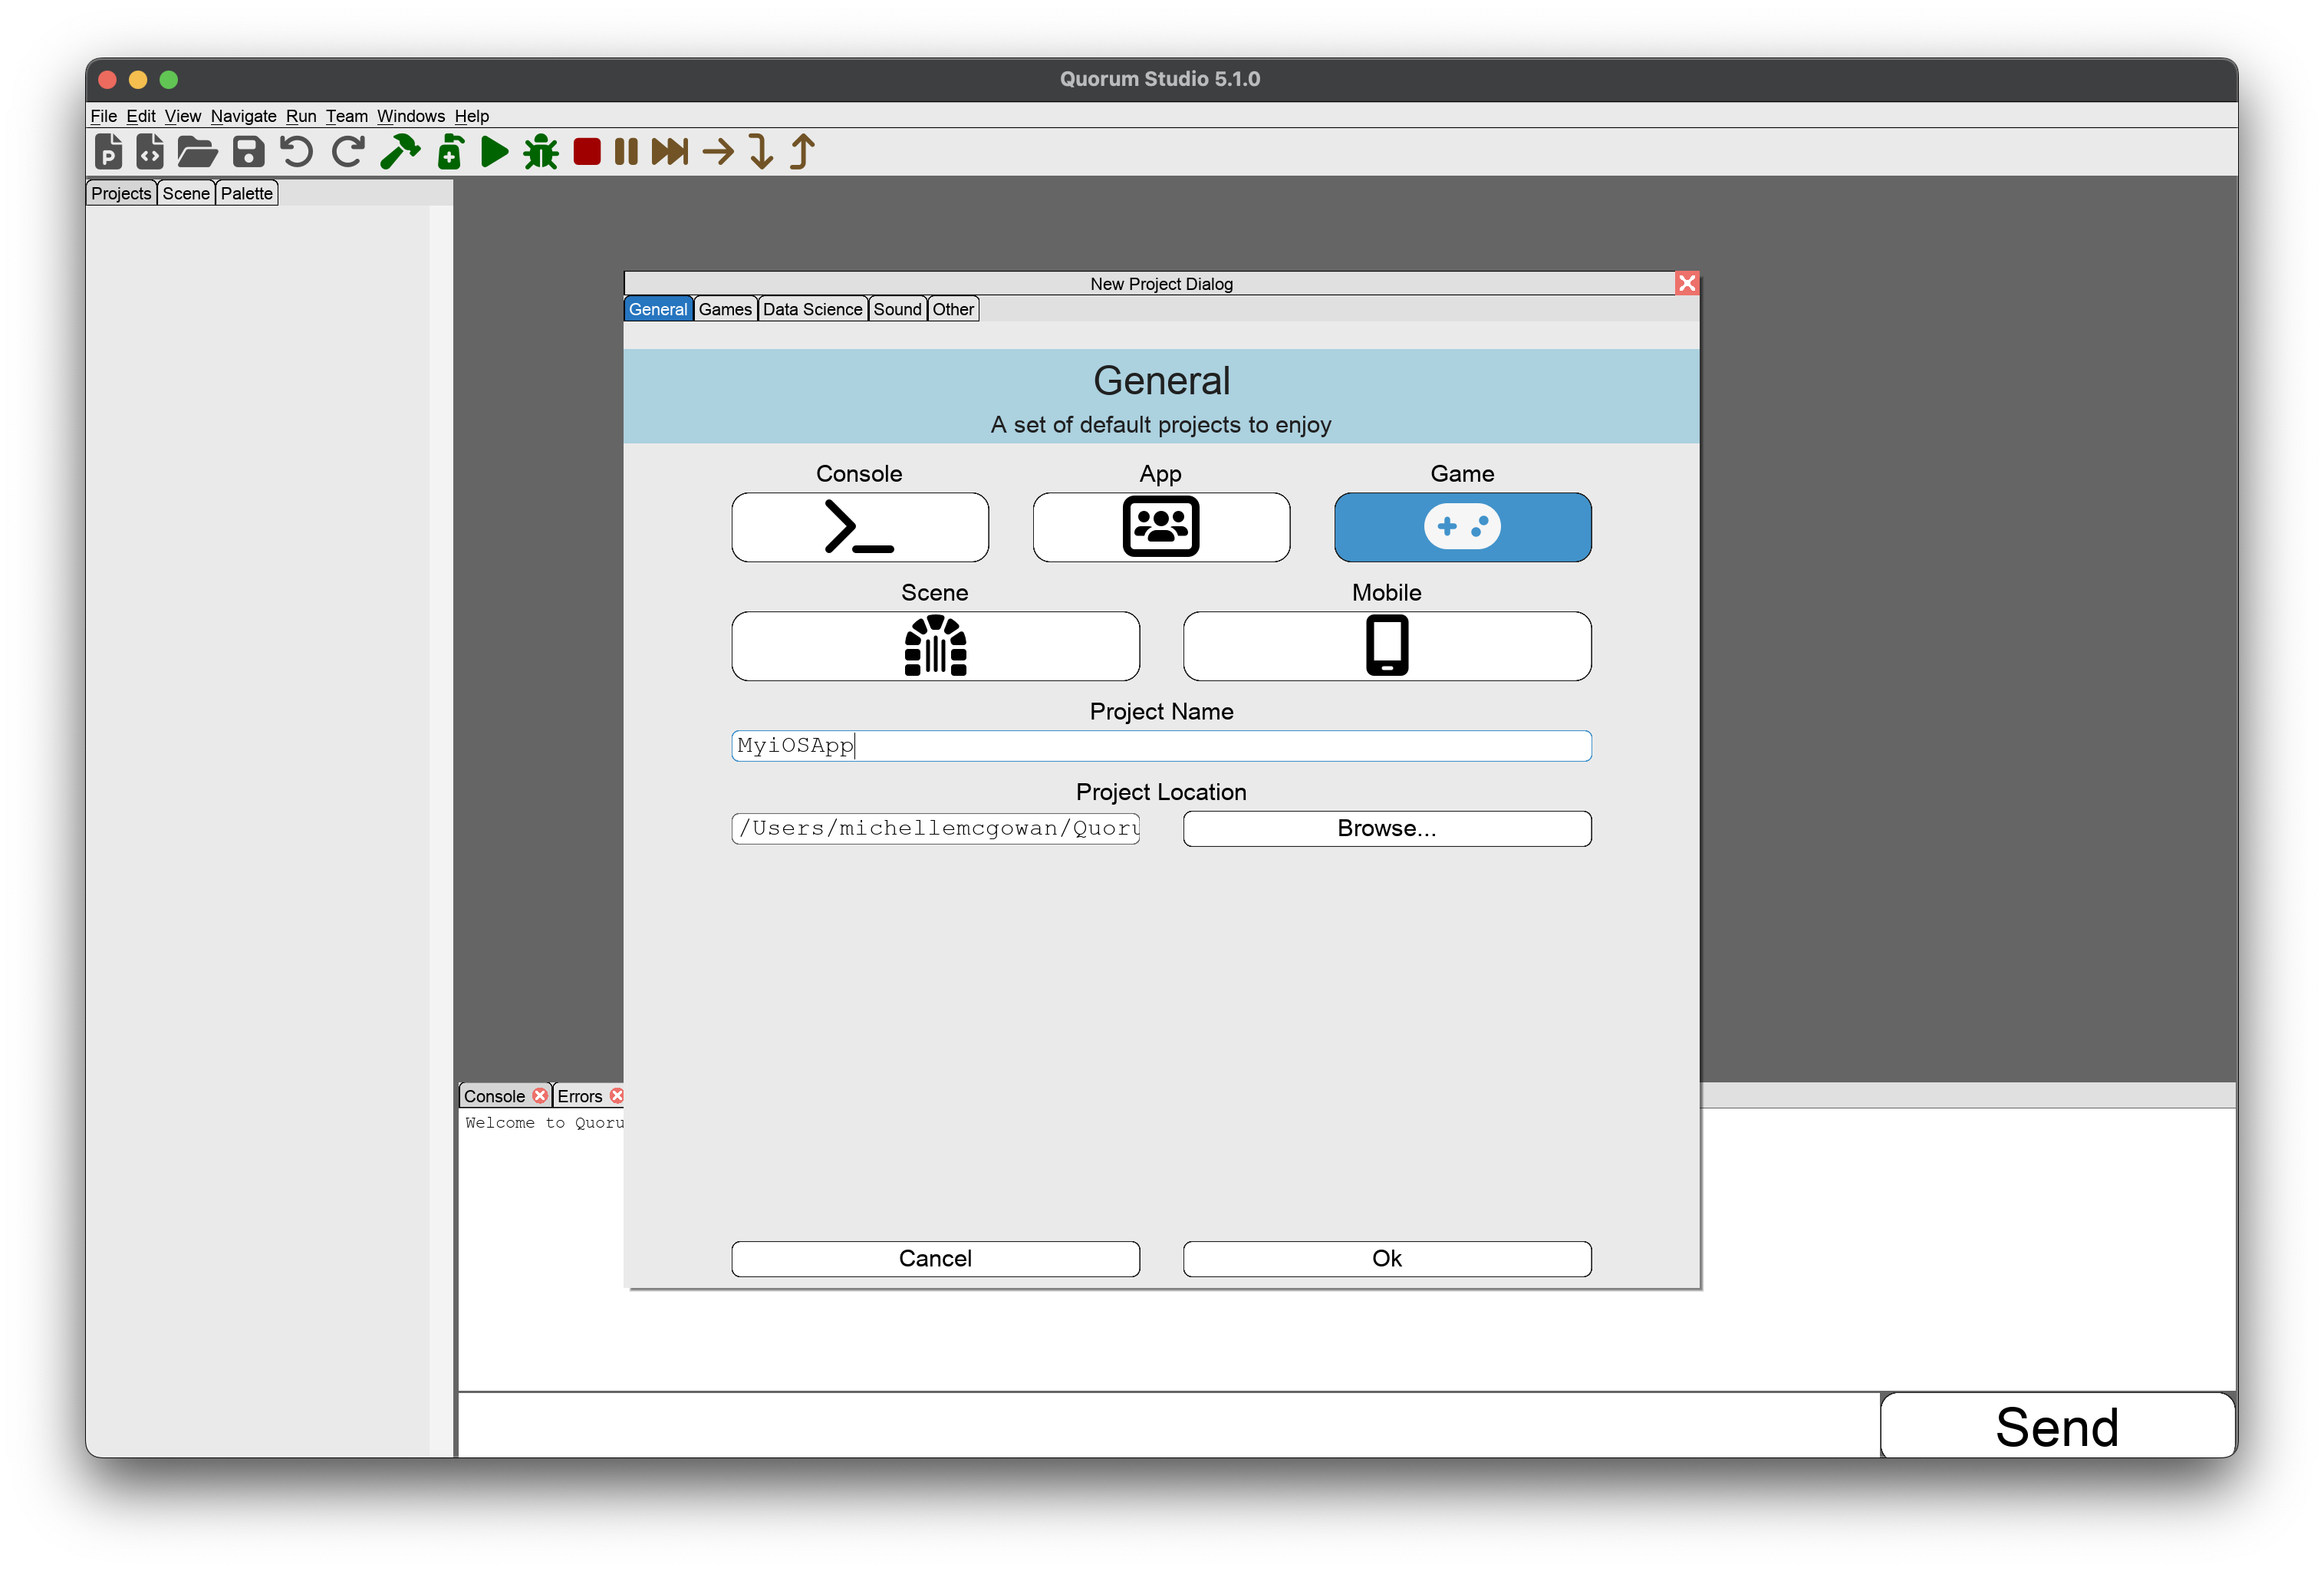 Quorum Studio 5.1.0
File Edit View Navigate Run Team Windows Help
Projects Scene Palette
New Project Dialog
General Games Data Science Sound Other
General
A set of default projects to enjoy
Console App Game
Scene Mobile
Project Name
MyiOSApp
Project Location
/Users/michellemcgowan/Quoru Browse...
Console Errors
Welcome to Quoru
Cancel Ok
Send